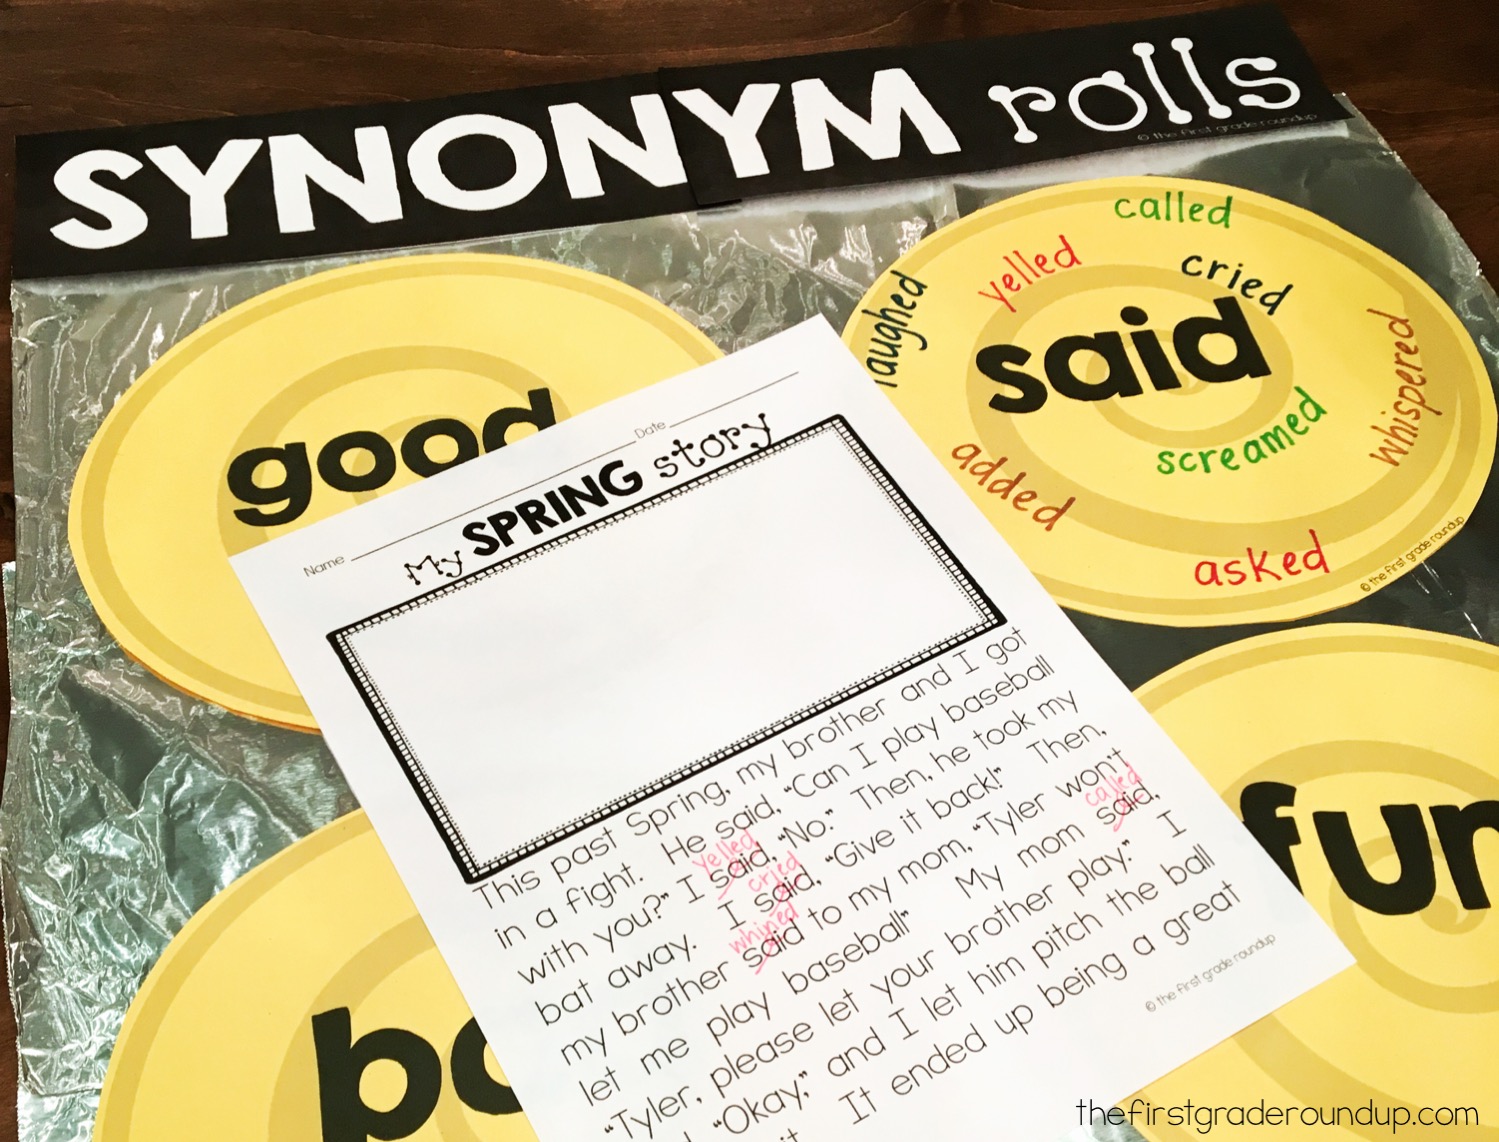 SYNONYM rolls
© the first grade roundup
good
said
called
yelled
cried
laughed
whispered
screamed
added
asked
© the first grade roundup
fun
Name Date
My SPRING story
This past Spring, my brother and I got
in a fight. He said, "Can I play baseball
yelled
with you?" I said, "No." Then, he took my
cried
bat away. I said, "Give it back!" Then,
whined
my brother said to my mom, "Tyler won't
called
let me play baseball!" My mom said,
"Tyler, please let your brother play." I
"Okay," and I let him pitch the ball
It ended up being a great
© the first grade roundup
thefirstgraderoundup.com